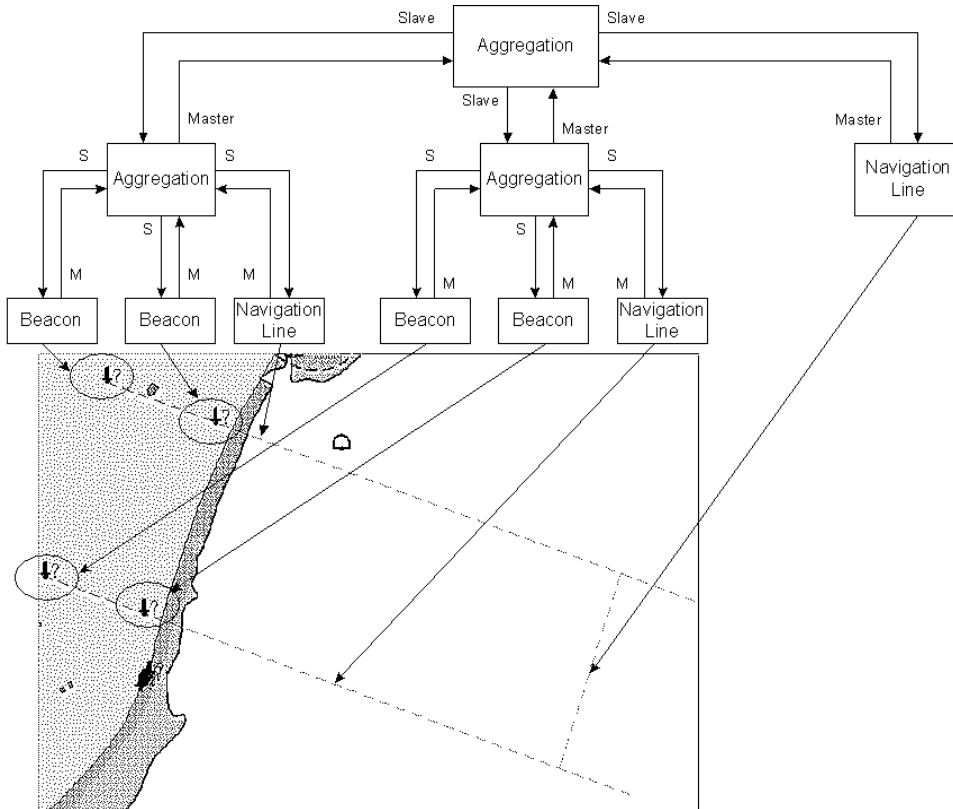 Slave
Slave
Aggregation
Slave
Master
Master
Master
S
S
Aggregation
S
S
Aggregation
Navigation
Line
S
S
M
M
M
M
M
M
Beacon
Beacon
Navigation
Line
Beacon
Beacon
Navigation
Line
?
?
?
?
?